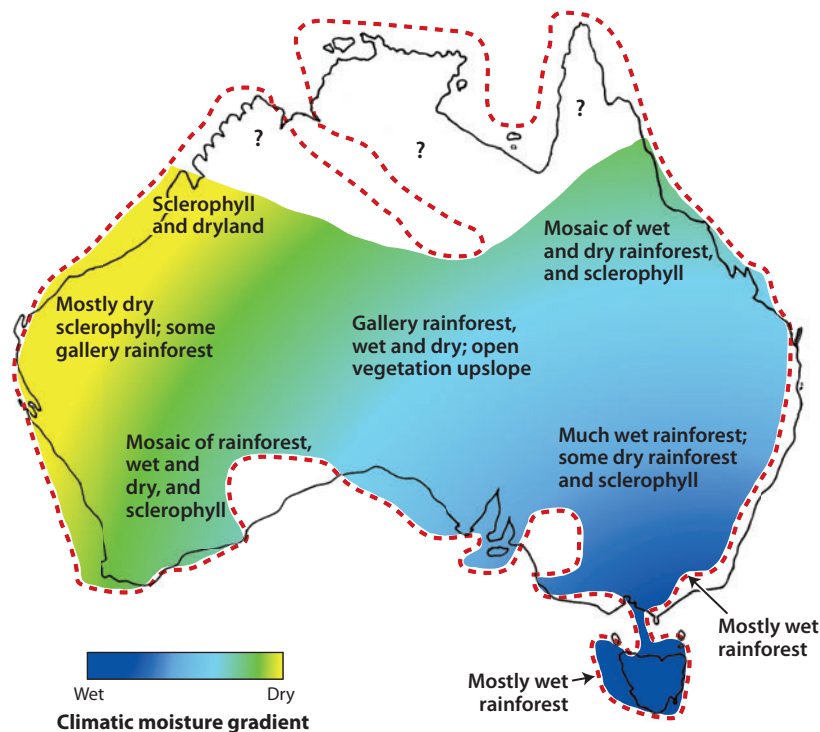 ?
?
?
Sclerophyll
and dryland
Mosaic of wet
and dry rainforest,
and sclerophyll
Mostly dry
sclerophyll; some
gallery rainforest
Gallery rainforest,
wet and dry; open
vegetation upslope
Mosaic of rainforest,
wet and
dry, and
sclerophyll
Much wet rainforest;
some dry rainforest
and sclerophyll
Mostly wet
rainforest
Mostly wet
rainforest
Wet
Dry
Climatic moisture gradient